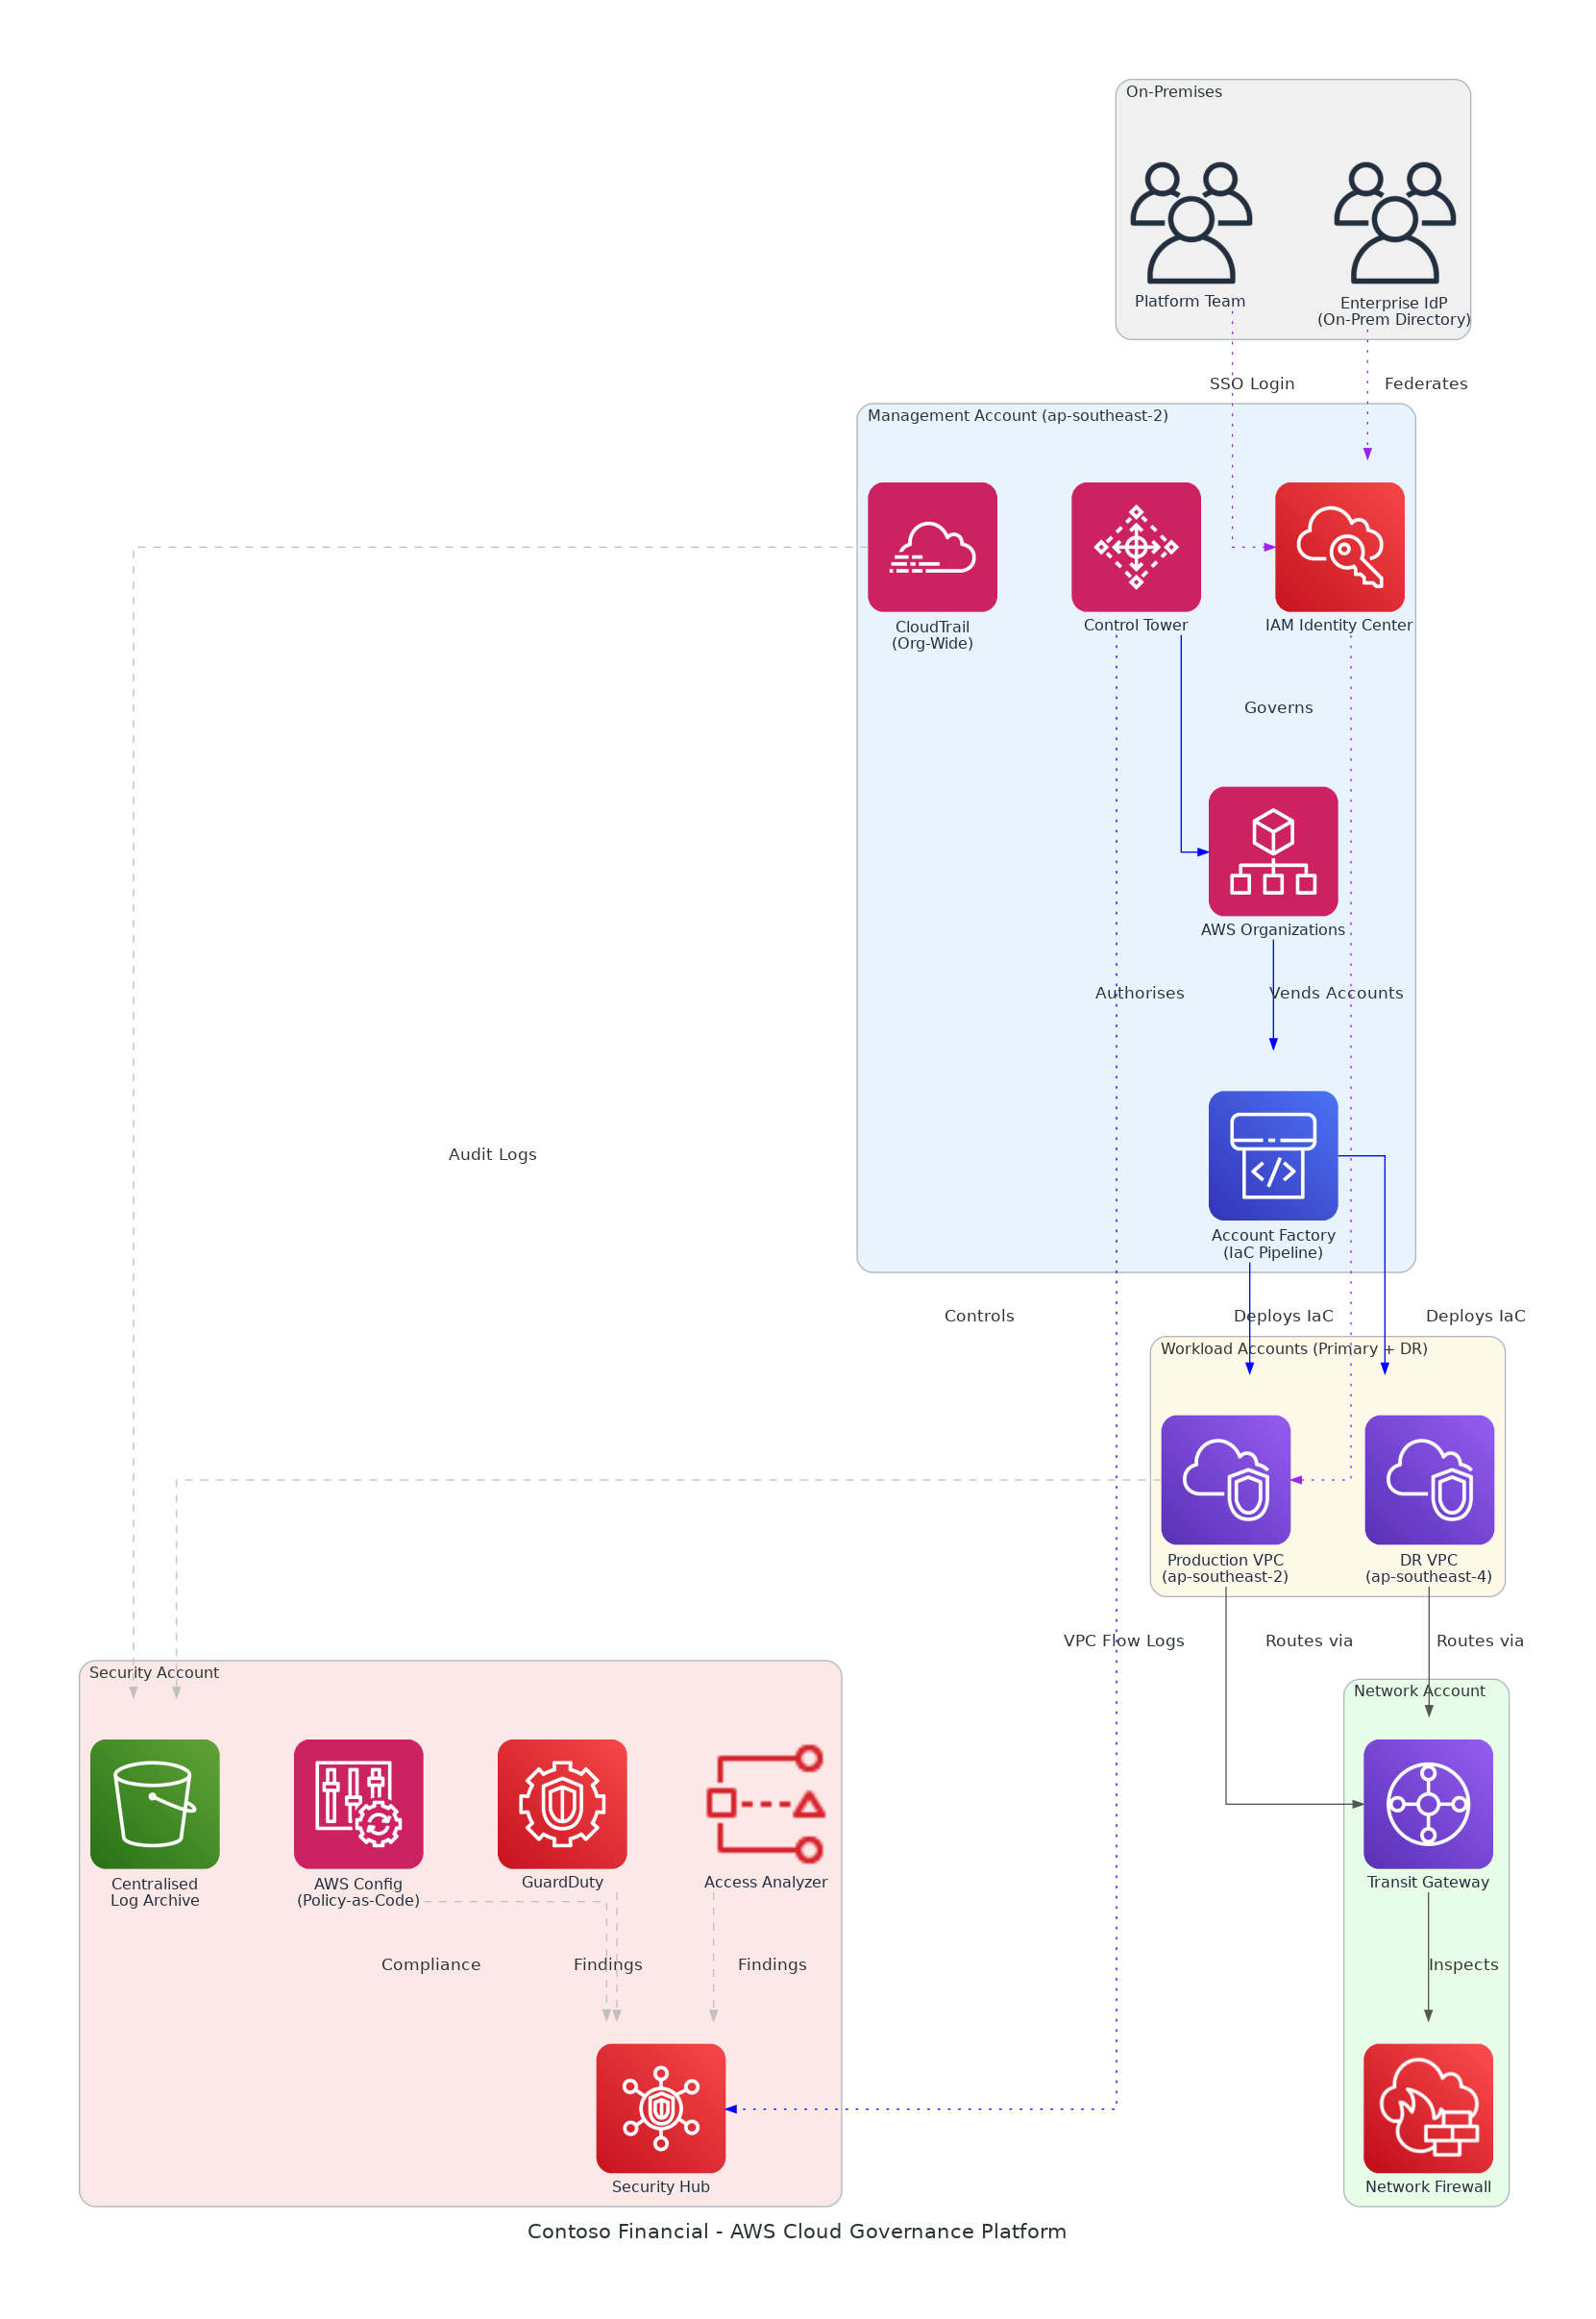 On-Premises
Platform Team
Enterprise IdP
(On-Prem Directory)
SSO Login
Federates
Management Account (ap-southeast-2)
CloudTrail
(Org-Wide)
Control Tower
IAM Identity Center
Governs
AWS Organizations
Authorises
Vends Accounts
Audit Logs
Account Factory
(IaC Pipeline)
Controls
Deploys IaC
Deploys IaC
Workload Accounts (Primary + DR)
Production VPC
(ap-southeast-2)
DR VPC
(ap-southeast-4)
VPC Flow Logs
Routes via
Routes via
Security Account
Network Account
Centralised
Log Archive
AWS Config
(Policy-as-Code)
GuardDuty
Access Analyzer
Transit Gateway
Compliance
Findings
Findings
Inspects
Security Hub
Network Firewall
Contoso Financial - AWS Cloud Governance Platform